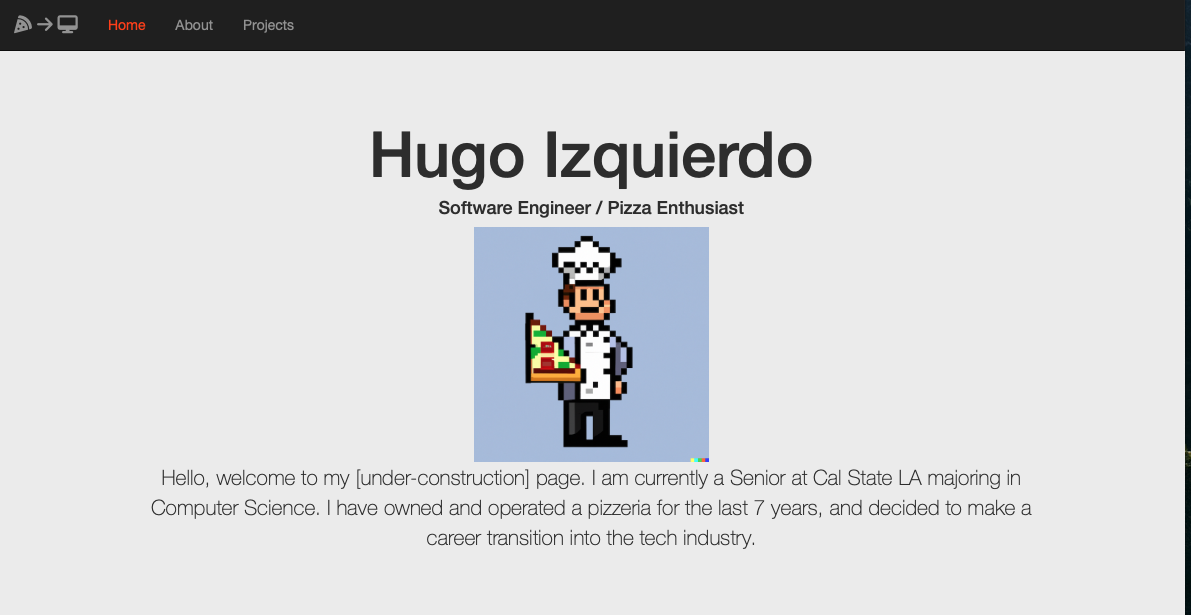 Home About Projects
Hugo Izquierdo
Software Engineer / Pizza Enthusiast
Hello, welcome to my [under-construction] page. I am currently a Senior at Cal State LA majoring in
Computer Science. I have owned and operated a pizzeria for the last 7 years, and decided to make a
career transition into the tech industry.